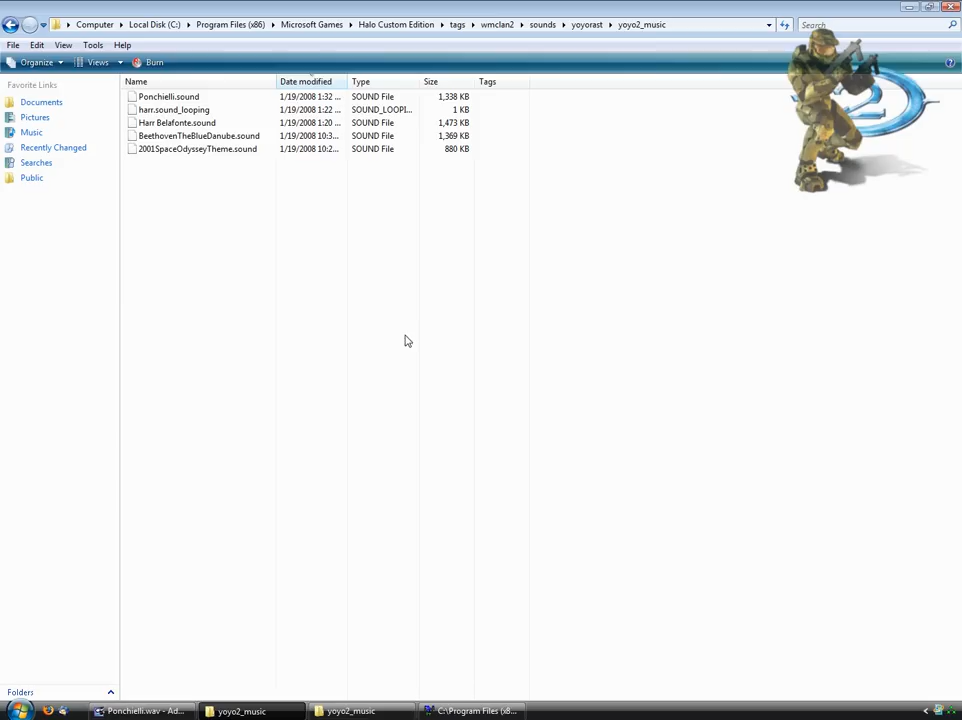 Computer Local Disk (C:) Program Files (x86) Microsoft Games Halo Custom Edition tags wmclan2 sounds yoyorast yoyo2_music Search
File Edit View Tools Help
Organize Views Burn
Favorite Links
Documents
Pictures
Music
Recently Changed
Searches
Public
Name Date modified Type Size Tags
Ponchielli.sound 1/19/2008 1:32 ... SOUND File 1,338 KB
harr.sound_looping 1/19/2008 1:22 ... SOUND_LOOPI... 1 KB
Harr Belafonte.sound 1/19/2008 1:20 ... SOUND File 1,473 KB
BeethovenTheBlueDanube.sound 1/19/2008 10:3... SOUND File 1,369 KB
2001SpaceOdysseyTheme.sound 1/19/2008 10:2... SOUND File 880 KB
Folders
Ponchielli.wav - Ad... yoyo2_music yoyo2_music C:\Program Files (x8...